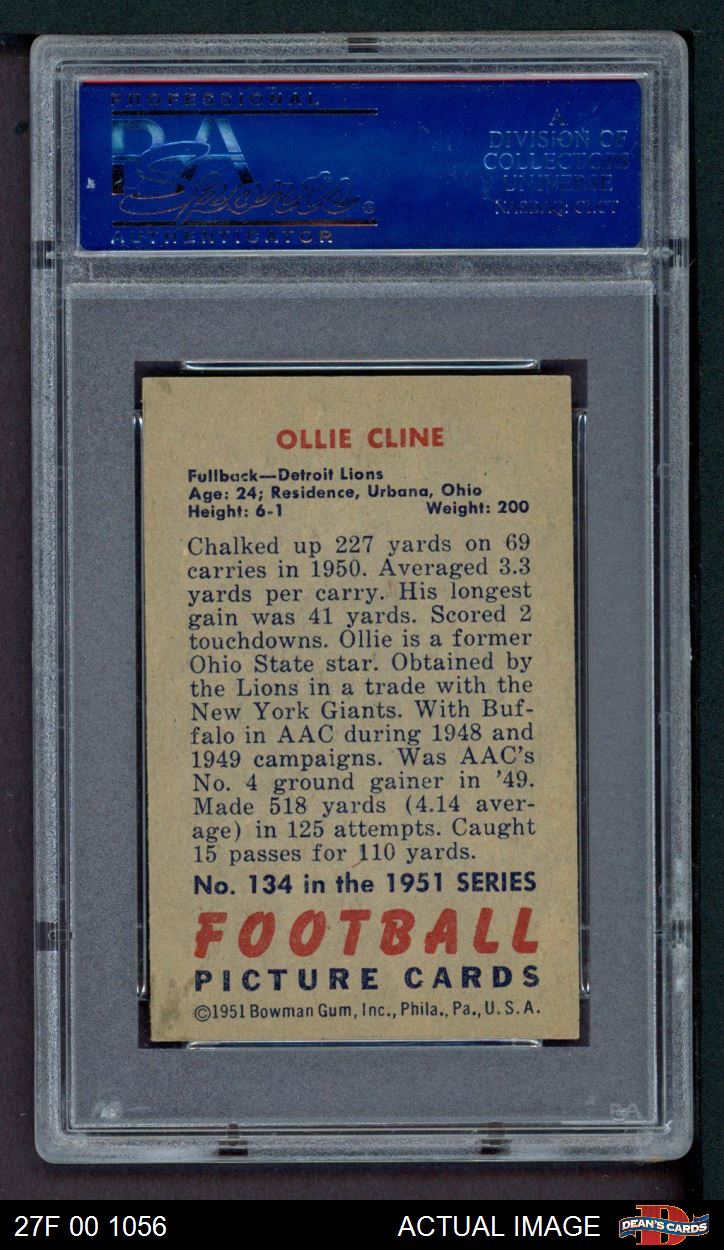 PROFESSIONAL
PSA
Sports ®
AUTHENTICATOR
A
DIVISION OF
COLLECTORS
UNIVERSE
NASDAQ: CLCT
OLLIE CLINE
Fullback—Detroit Lions
Age: 24; Residence, Urbana, Ohio
Height: 6-1 Weight: 200
Chalked up 227 yards on 69
carries in 1950. Averaged 3.3
yards per carry. His longest
gain was 41 yards. Scored 2
touchdowns. Ollie is a former
Ohio State star. Obtained by
the Lions in a trade with the
New York Giants. With Buf-
falo in AAC during 1948 and
1949 campaigns. Was AAC's
No. 4 ground gainer in '49.
Made 518 yards (4.14 aver-
age) in 125 attempts. Caught
15 passes for 110 yards.
No. 134 in the 1951 SERIES
FOOTBALL
PICTURE CARDS
©1951 Bowman Gum, Inc., Phila., Pa., U. S. A.
PSA
27F 00 1056 ACTUAL IMAGE DEAN'S CARDS